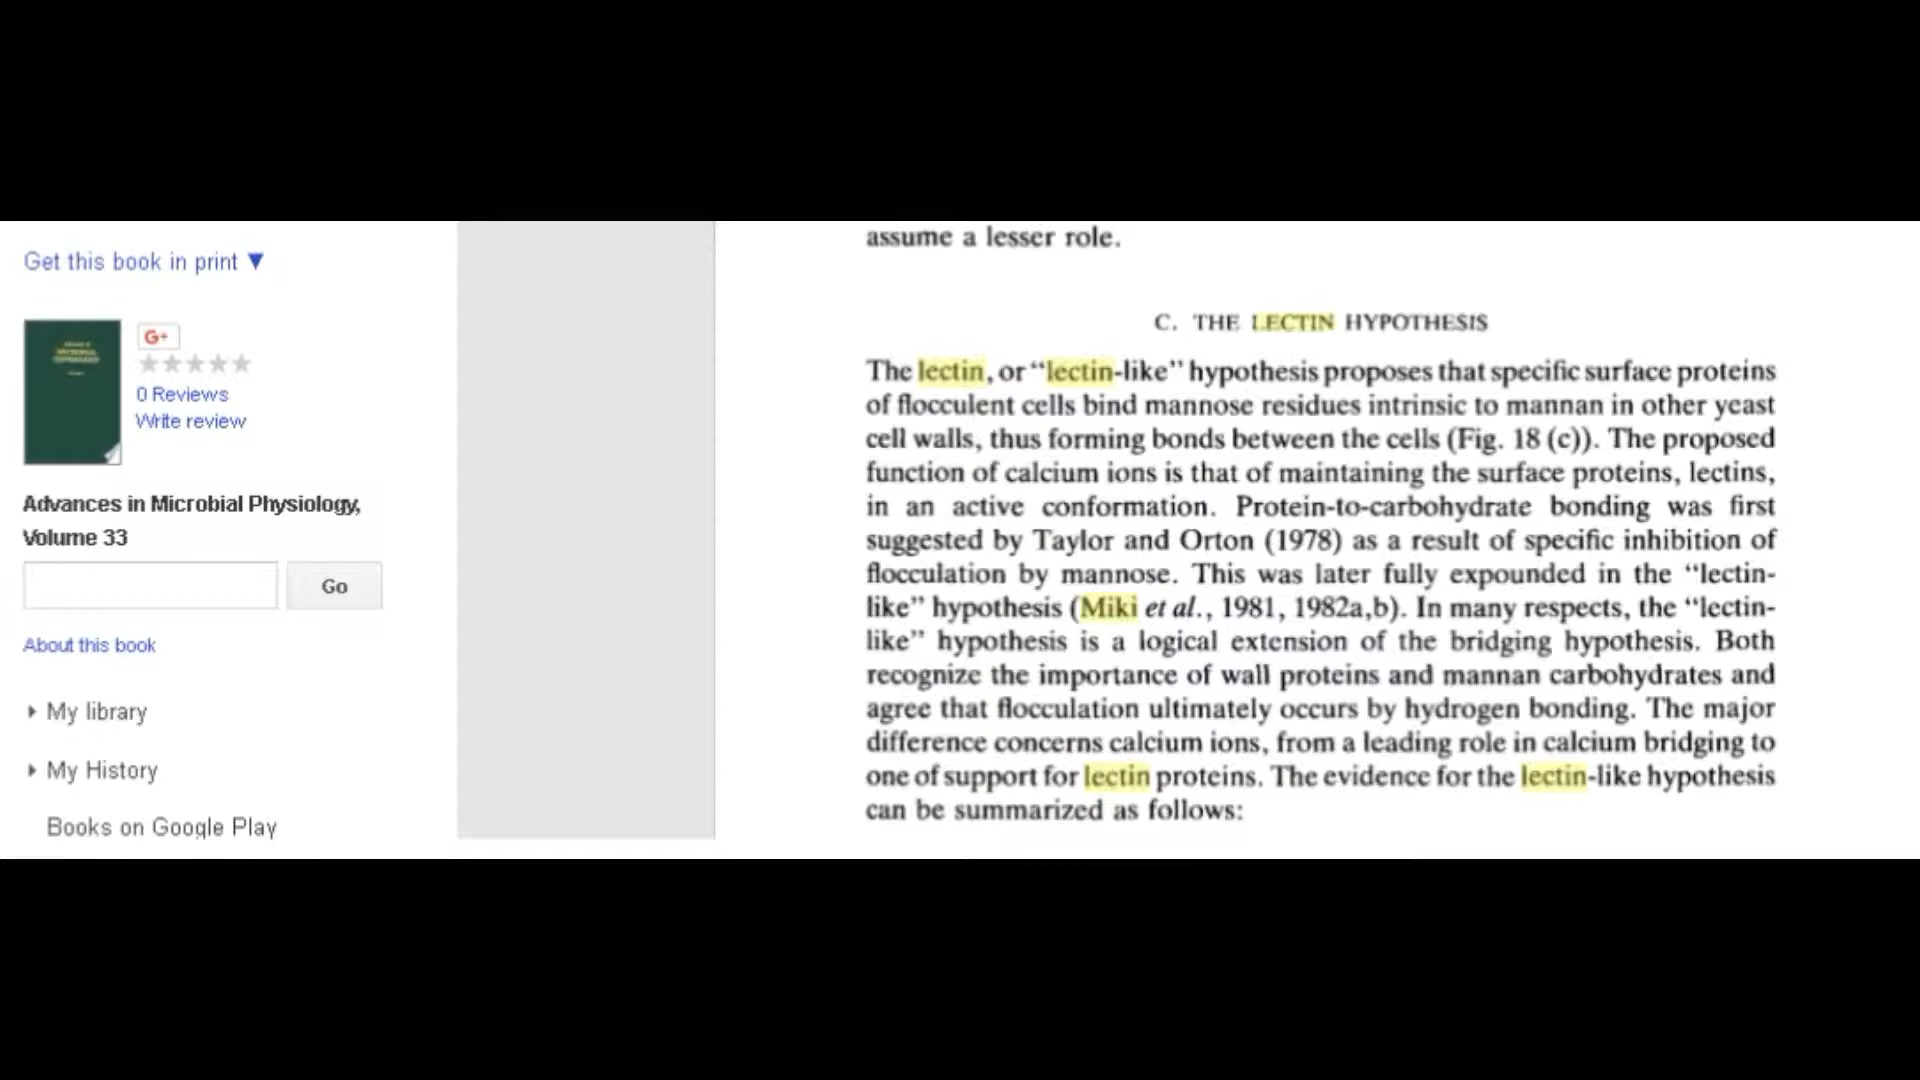 Get this book in print ▼
G+
0 Reviews
Write review
Advances in Microbial Physiology,
Volume 33
Go
About this book
My library
My History
Books on Google Play
assume a lesser role.
C. THE LECTIN HYPOTHESIS
The lectin, or “lectin-like” hypothesis proposes that specific surface proteins
of flocculent cells bind mannose residues intrinsic to mannan in other yeast
cell walls, thus forming bonds between the cells (Fig. 18 (c)). The proposed
function of calcium ions is that of maintaining the surface proteins, lectins,
in an active conformation. Protein-to-carbohydrate bonding was first
suggested by Taylor and Orton (1978) as a result of specific inhibition of
flocculation by mannose. This was later fully expounded in the “lectin-
like” hypothesis (Miki et al., 1981, 1982a,b). In many respects, the “lectin-
like” hypothesis is a logical extension of the bridging hypothesis. Both
recognize the importance of wall proteins and mannan carbohydrates and
agree that flocculation ultimately occurs by hydrogen bonding. The major
difference concerns calcium ions, from a leading role in calcium bridging to
one of support for lectin proteins. The evidence for the lectin-like hypothesis
can be summarized as follows: